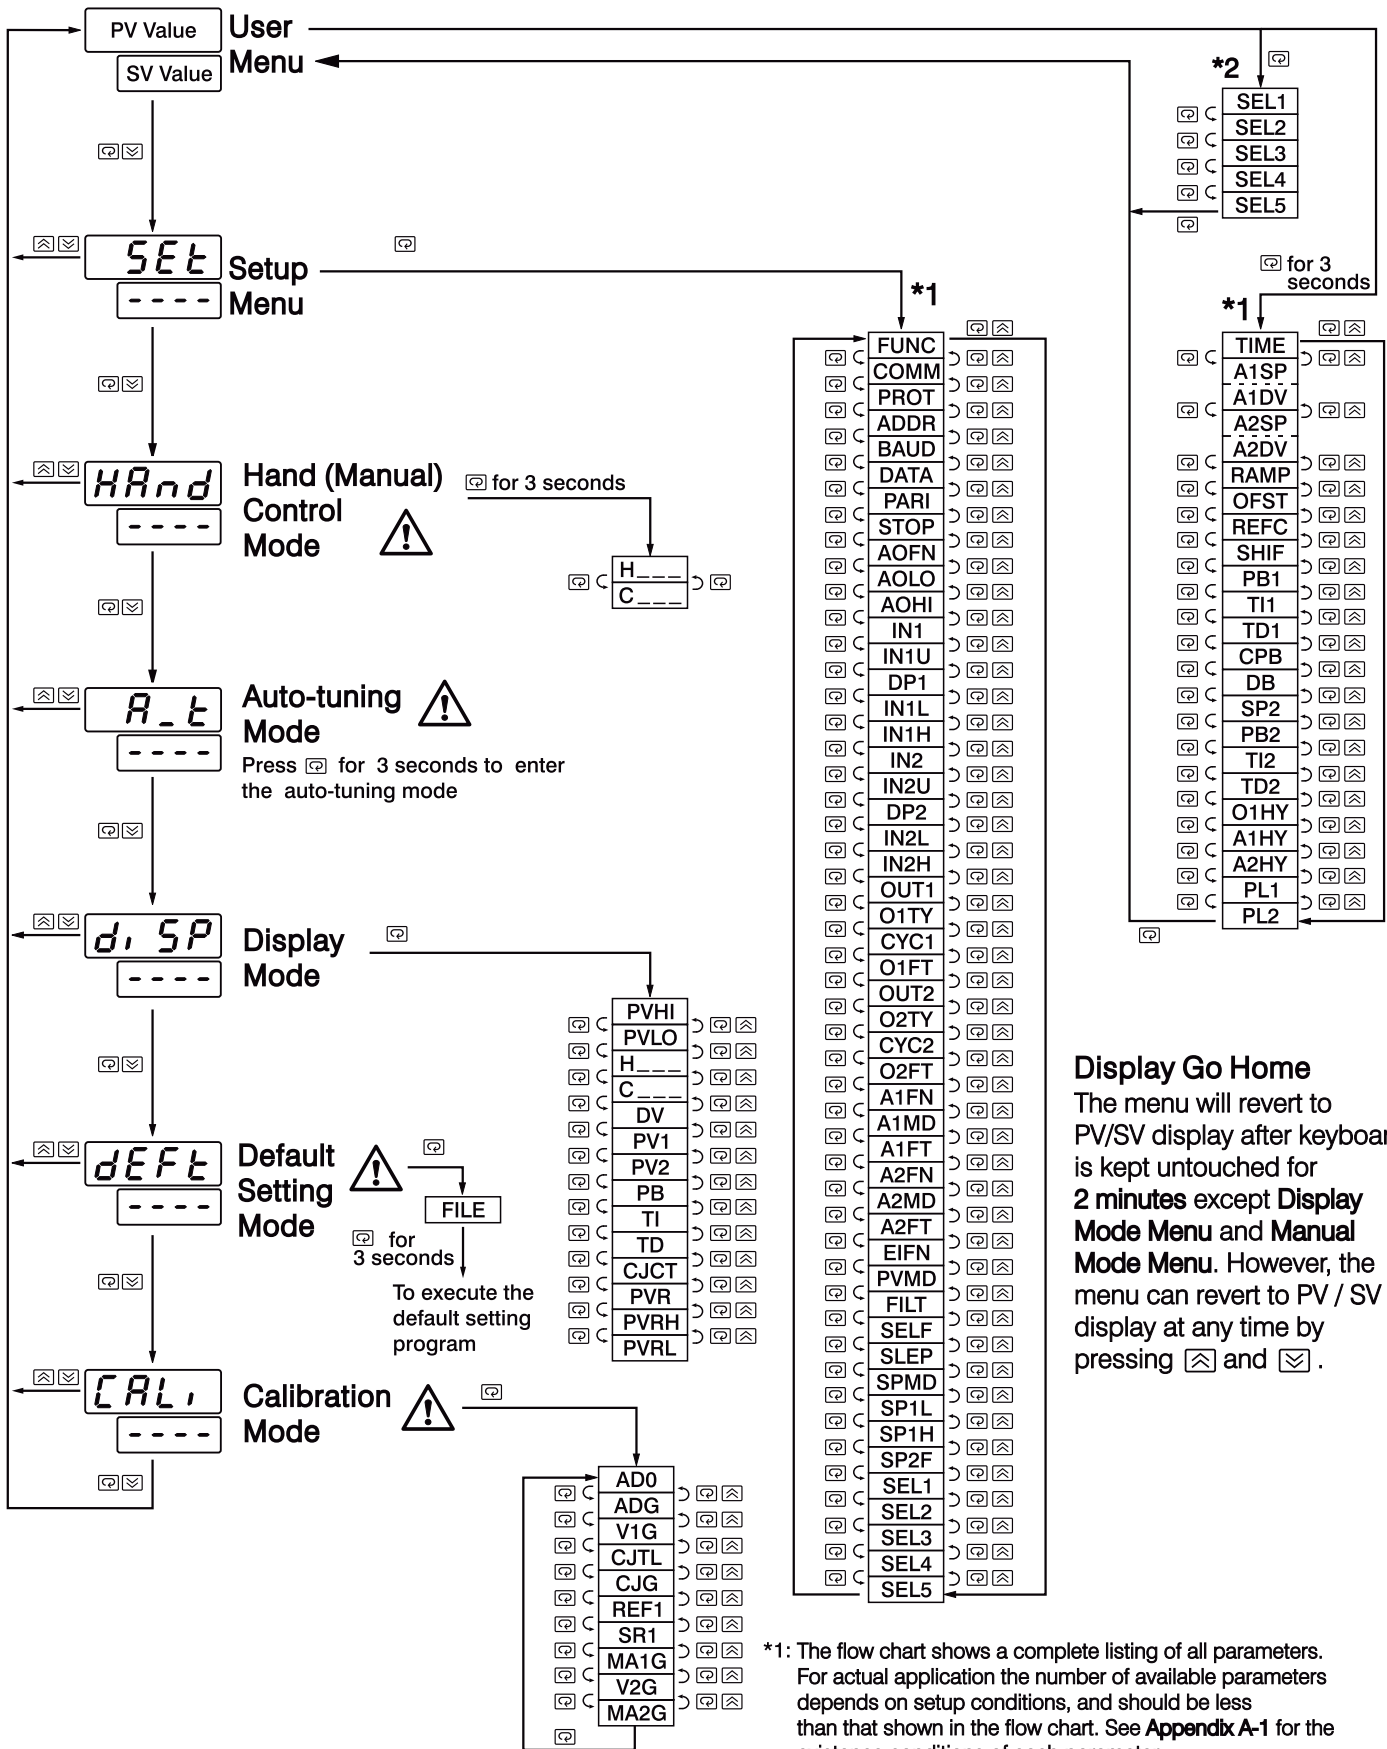 PV Value
SV Value
User
Menu
*2
SEL1
SEL2
SEL3
SEL4
SEL5
for 3
seconds
*1
TIME
A1SP
A1DV
A2SP
A2DV
RAMP
OFST
REFC
SHIF
PB1
TI1
TD1
CPB
DB
SP2
PB2
TI2
TD2
O1HY
A1HY
A2HY
PL1
PL2
SEt
- - - -
Setup
Menu
*1
FUNC
COMM
PROT
ADDR
BAUD
DATA
PARI
STOP
AOFN
AOLO
AOHI
IN1
IN1U
DP1
IN1L
IN1H
IN2
IN2U
DP2
IN2L
IN2H
OUT1
O1TY
CYC1
O1FT
OUT2
O2TY
CYC2
O2FT
A1FN
A1MD
A1FT
A2FN
A2MD
A2FT
EIFN
PVMD
FILT
SELF
SLEP
SPMD
SP1L
SP1H
SP2F
SEL1
SEL2
SEL3
SEL4
SEL5
HAnd
- - - -
Hand (Manual)
Control
Mode
for 3 seconds
H_ _ _
C_ _ _
A_t
- - - -
Auto-tuning
Mode
Press for 3 seconds to enter
the auto-tuning mode
di SP
- - - -
Display
Mode
PVHI
PVLO
H_ _ _
C_ _ _
DV
PV1
PV2
PB
TI
TD
CJCT
PVR
PVRH
PVRL
dEFt
- - - -
Default
Setting
Mode
FILE
for
3 seconds
To execute the
default setting
program
CALi
- - - -
Calibration
Mode
AD0
ADG
V1G
CJTL
CJG
REF1
SR1
MA1G
V2G
MA2G
Display Go Home
The menu will revert to
PV/SV display after keyboar
is kept untouched for
2 minutes except Display
Mode Menu and Manual
Mode Menu. However, the
menu can revert to PV / SV
display at any time by
pressing and .
*1: The flow chart shows a complete listing of all parameters.
For actual application the number of available parameters
depends on setup conditions, and should be less
than that shown in the flow chart. See Appendix A-1 for the